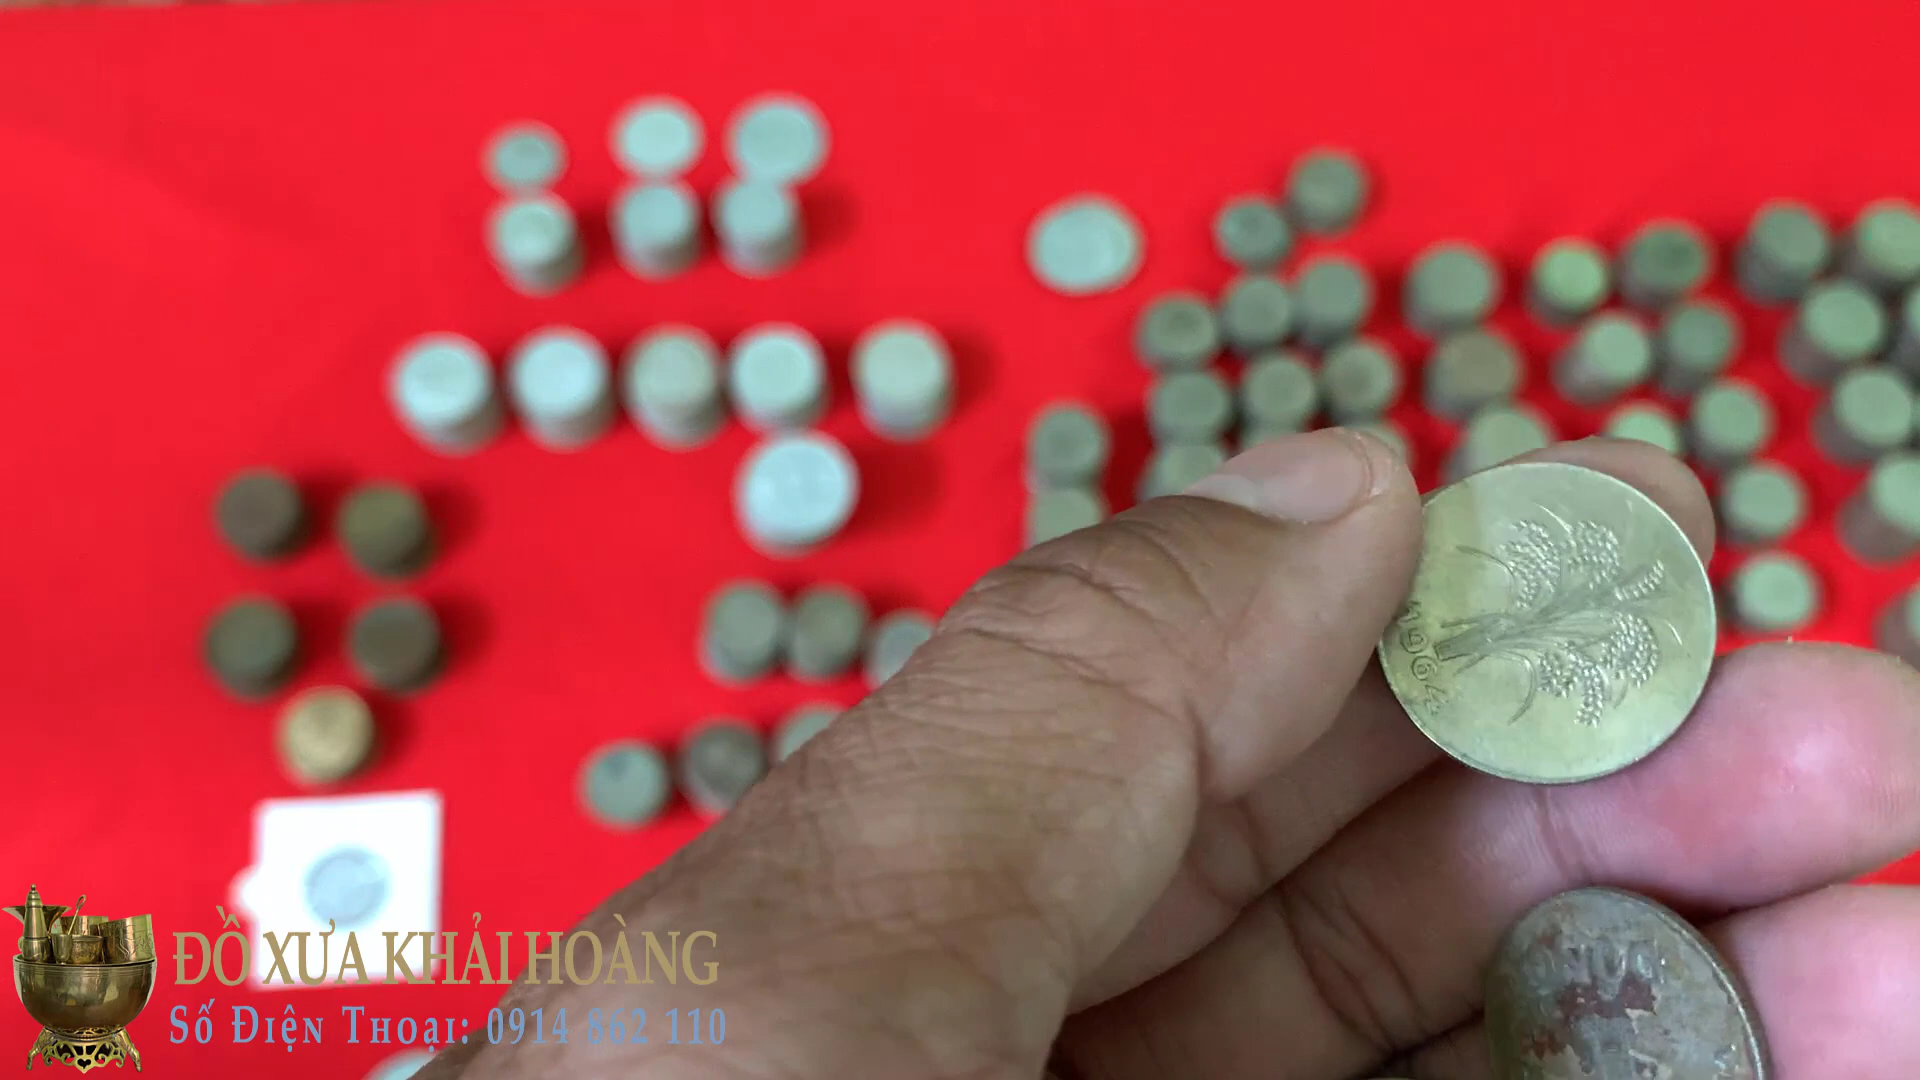 1964
ĐỒ XƯA KHẢI HOÀNG
Số Điện Thoại: 0914 862 110